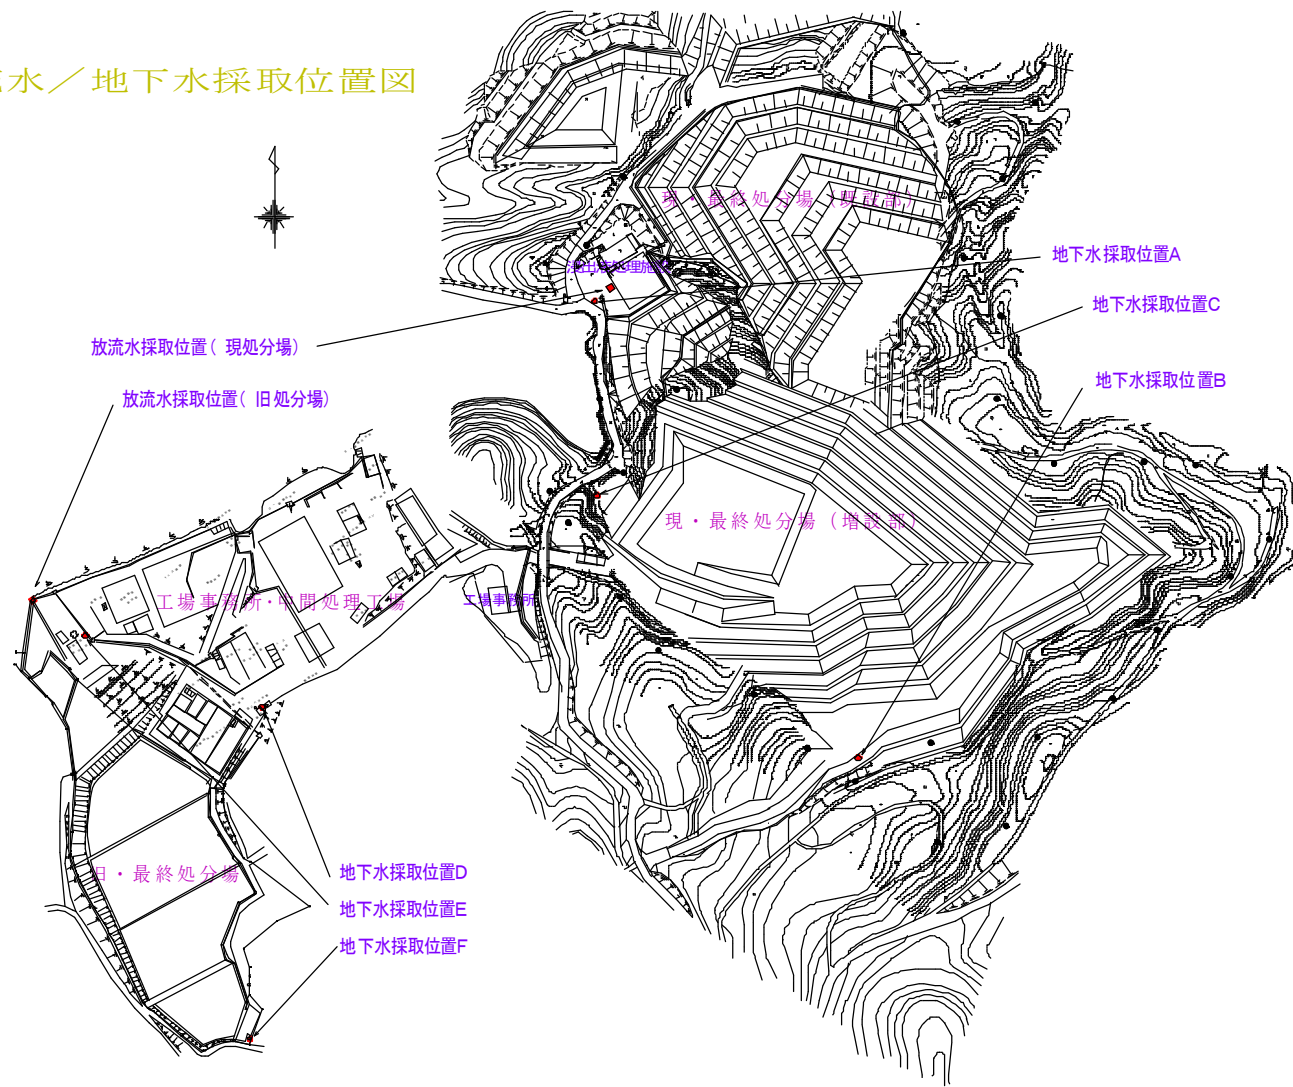 水／地下水採取位置図
現・最終処分場（既設部）
地下水採取位置A
浸出水処理施設
地下水採取位置C
放流水採取位置( 現処分場)
地下水採取位置B
放流水採取位置( 旧処分場)
現・最終処分場（増設部）
工場事務所・中間処理工場
工場事務所
旧・最終処分場
地下水採取位置D
地下水採取位置E
地下水採取位置F